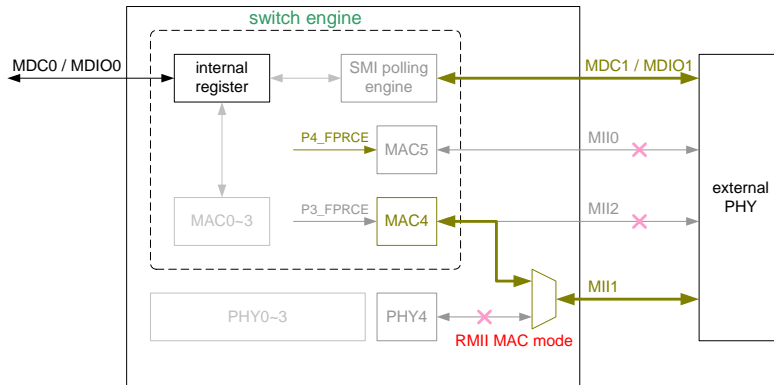 switch engine
MDC0 / MDIO0
internal
register
SMI polling
engine
MDC1 / MDIO1
P4_FPRCE
MAC5
MII0
external
PHY
MAC0~3
P3_FPRCE
MAC4
MII2
MII1
PHY0~3
PHY4
RMII MAC mode